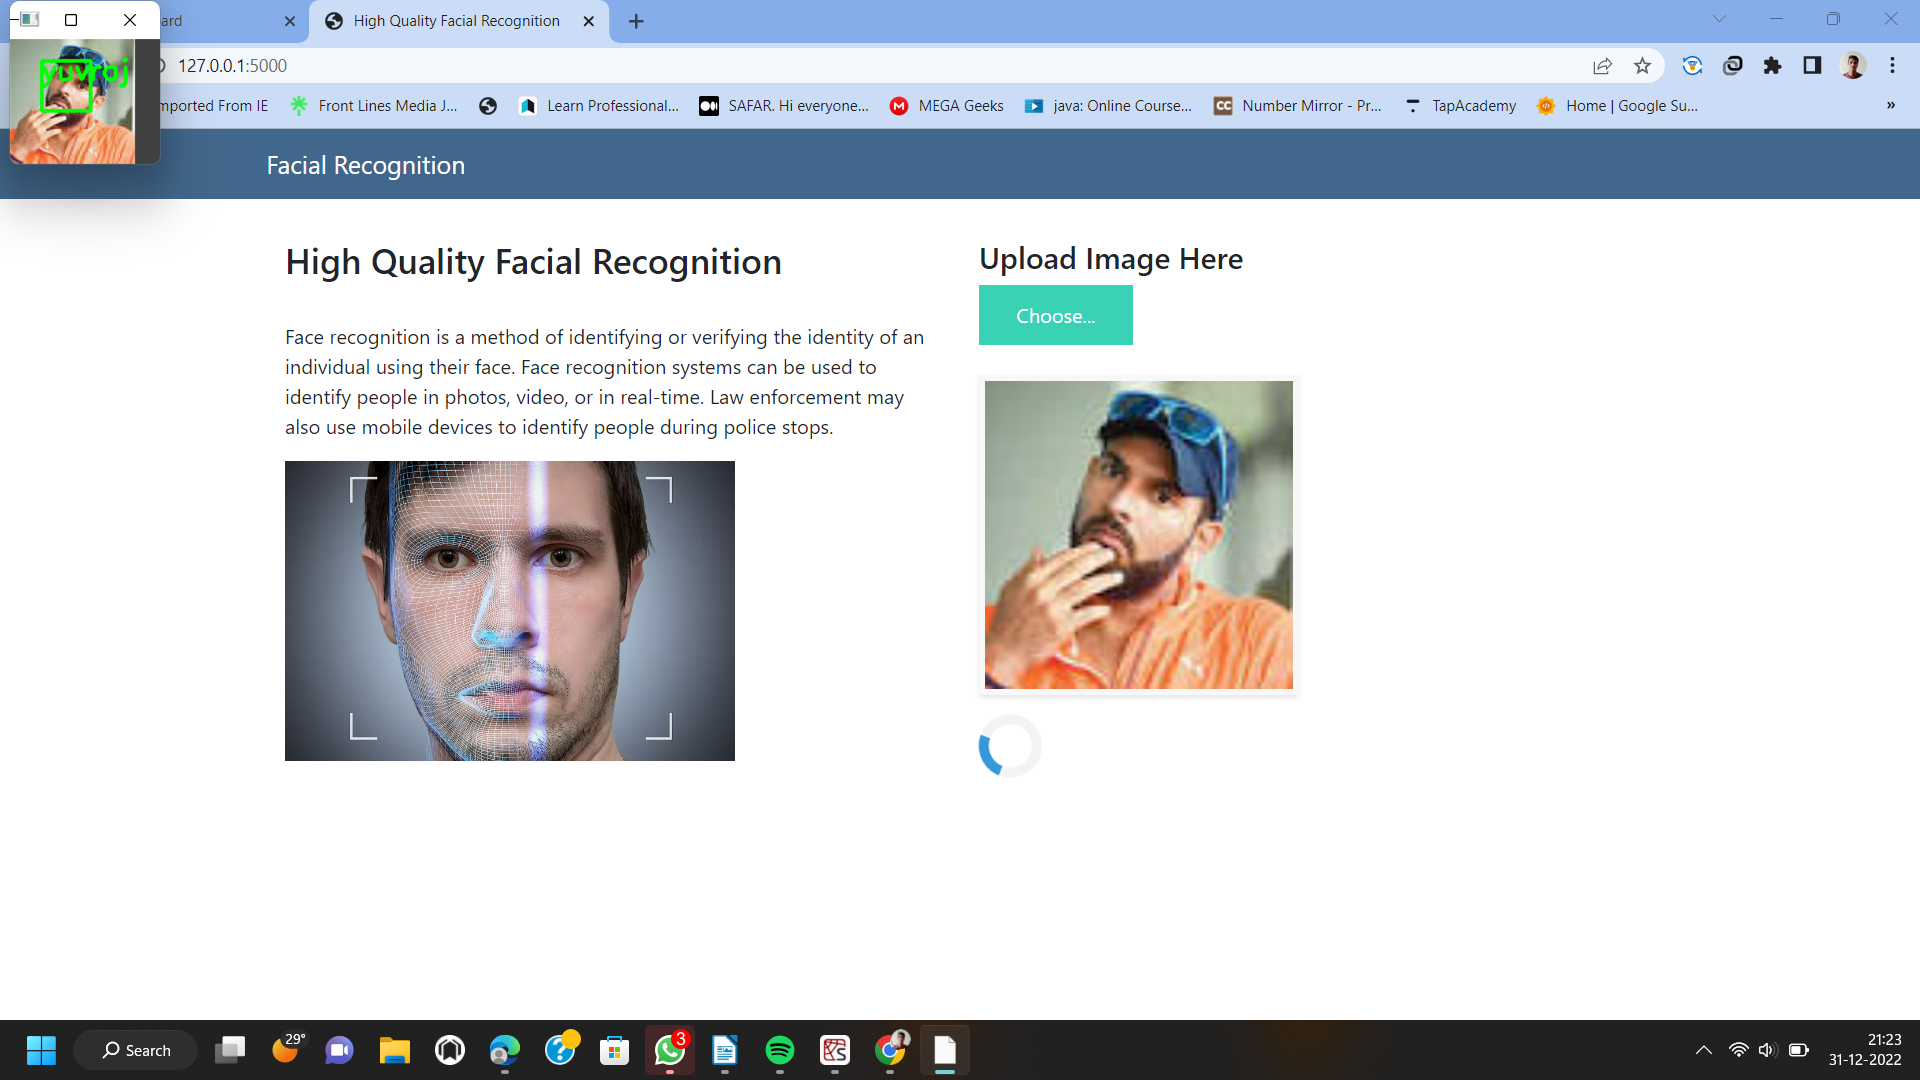 ard
High Quality Facial Recognition
yuvraj
127.0.0.1:5000
mported From IE
Front Lines Media J...
Learn Professional...
SAFAR. Hi everyone...
MEGA Geeks
java: Online Course...
CC
Number Mirror - Pr...
TapAcademy
Home | Google Su...
»
Facial Recognition
High Quality Facial Recognition
Face recognition is a method of identifying or verifying the identity of an
individual using their face. Face recognition systems can be used to
identify people in photos, video, or in real-time. Law enforcement may
also use mobile devices to identify people during police stops.
Upload Image Here
Choose...
Search
29°
3
21:23
31-12-2022